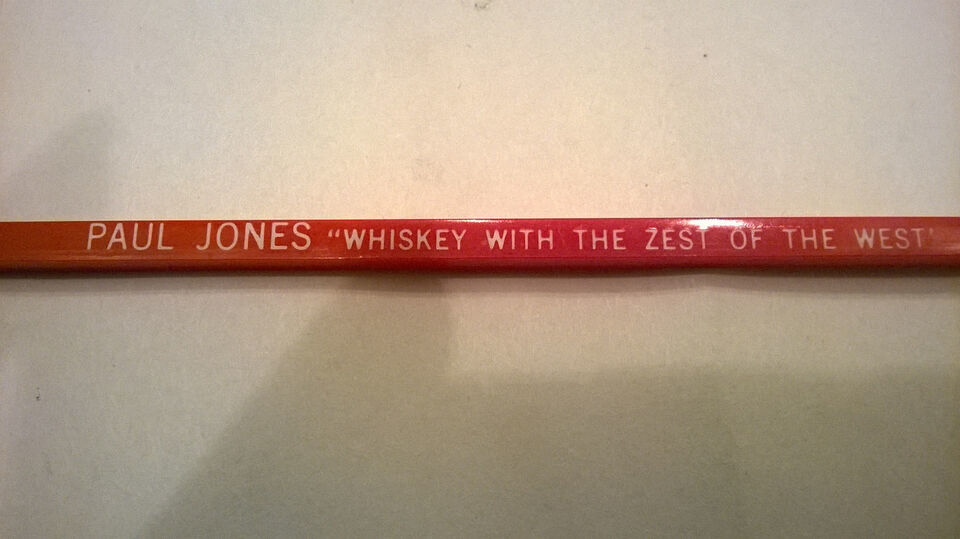 PAUL JONES “WHISKEY WITH THE ZEST OF THE WEST'